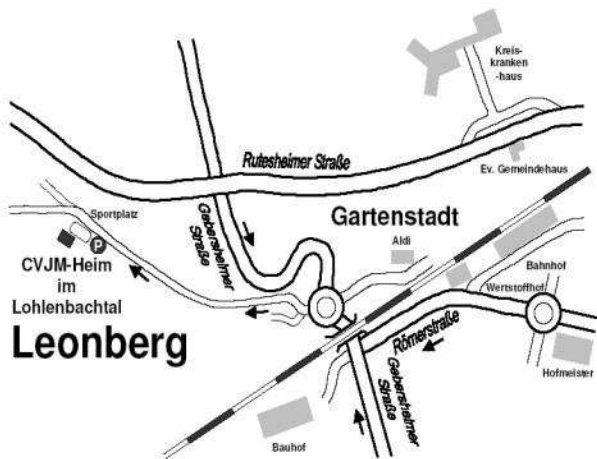 Kreis-
kranken
-haus
Rutesheimer Straße
Ev. Gemeindehaus
Sportplatz
Gebersheimer
Straße
Gartenstadt
P
Aldi
CVJM-Heim
im
Lohlenbachtal
Bahnhof
Wertstoffhof
Leonberg
Römerstraße
Hofmeister
Gebersheimer
Straße
Bauhof